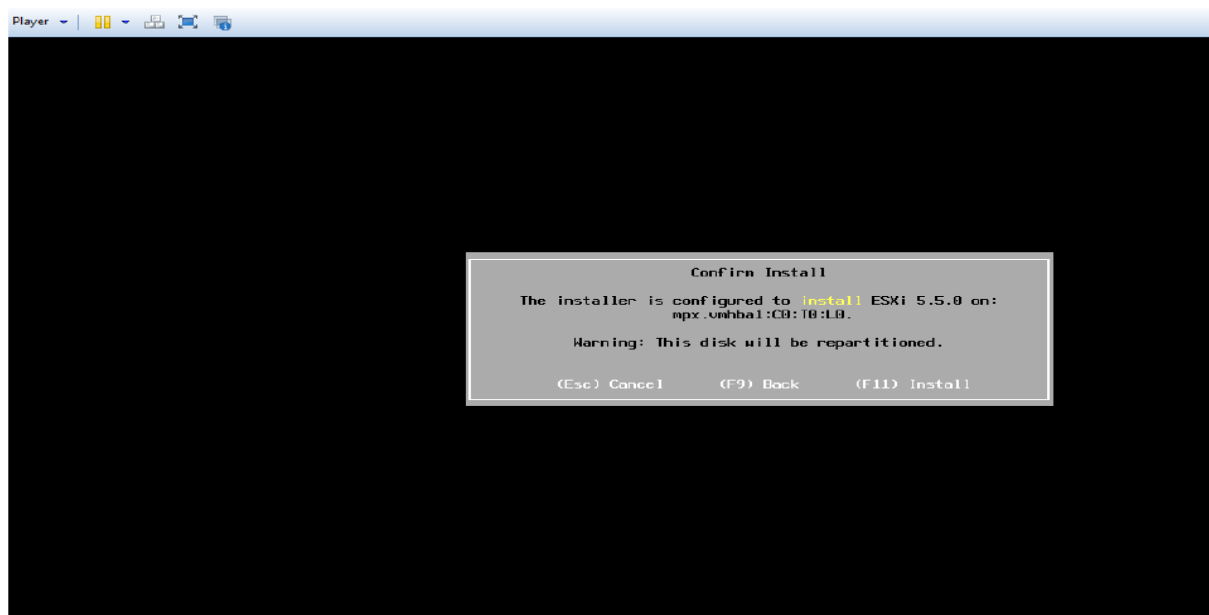 Player
Confirm Install
The installer is configured to install ESXi 5.5.0 on:
mpx.vmhba1:C0:T0:L0.
Warning: This disk will be repartitioned.
(Esc) Cancel (F9) Back (F11) Install